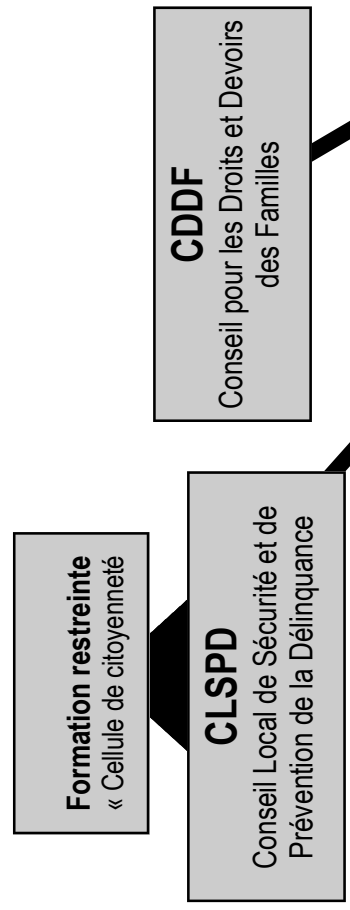 Formation restreinte
« Cellule de citoyenneté
CLSPD
Conseil Local de Sécurité et de
Prévention de la Délinquance
CDDF
Conseil pour les Droits et Devoirs
des Familles